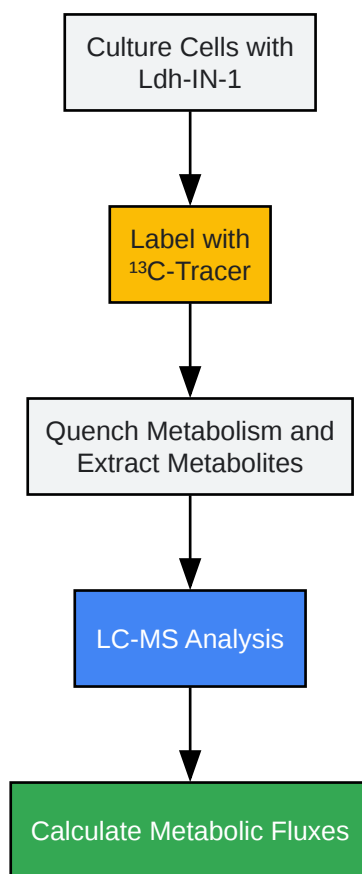 Culture Cells with
Ldh-IN-1
Label with
¹³C-Tracer
Quench Metabolism and
Extract Metabolites
LC-MS Analysis
Calculate Metabolic Fluxes